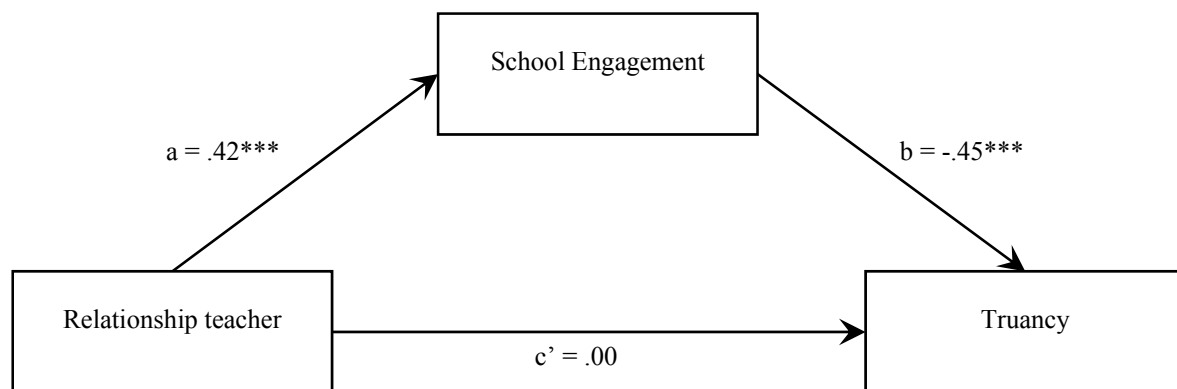 School Engagement
a = .42***
b = -.45***
Relationship teacher
Truancy
c’ = .00